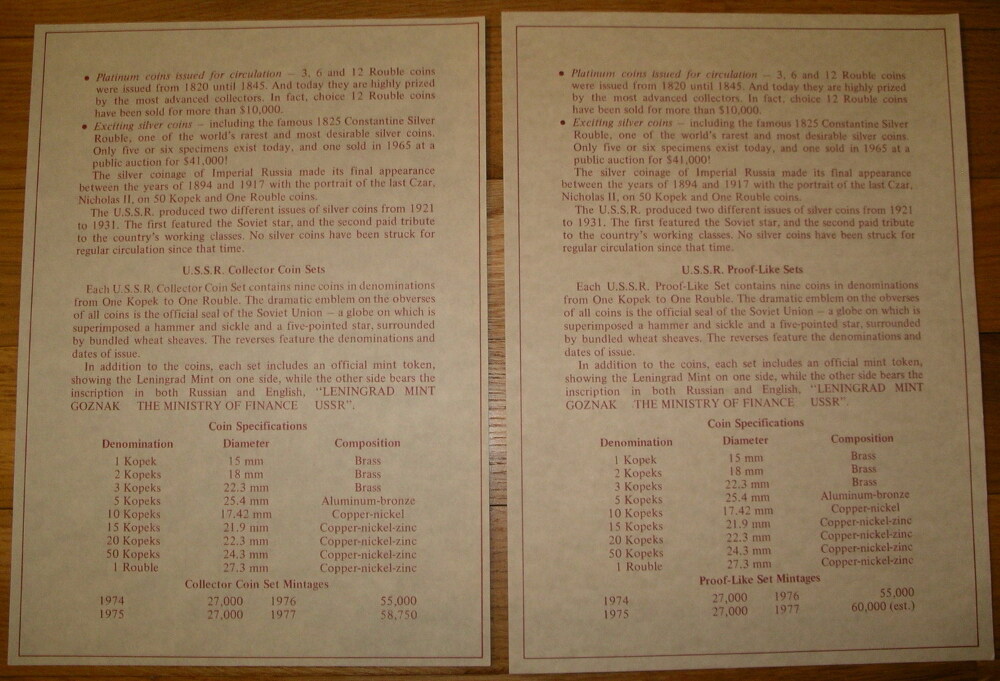 • Platinum coins issued for circulation — 3, 6 and 12 Rouble coins
were issued from 1820 until 1845. And today they are highly prized
by the most advanced collectors. In fact, choice 12 Rouble coins
have been sold for more than $10,000.
• Exciting silver coins — including the famous 1825 Constantine Silver
Rouble, one of the world's rarest and most desirable silver coins.
Only five or six specimens exist today, and one sold in 1965 at a
public auction for $41,000!
The silver coinage of Imperial Russia made its final appearance
between the years of 1894 and 1917 with the portrait of the last Czar,
Nicholas II, on 50 Kopek and One Rouble coins.
The U.S.S.R. produced two different issues of silver coins from 1921
to 1931. The first featured the Soviet star, and the second paid tribute
to the country's working classes. No silver coins have been struck for
regular circulation since that time.
U.S.S.R. Collector Coin Sets
Each U.S.S.R. Collector Coin Set contains nine coins in denominations
from One Kopek to One Rouble. The dramatic emblem on the obverses
of all coins is the official seal of the Soviet Union — a globe on which is
superimposed a hammer and sickle and a five-pointed star, surrounded
by bundled wheat sheaves. The reverses feature the denominations and
dates of issue.
In addition to the coins, each set includes an official mint token,
showing the Leningrad Mint on one side, while the other side bears the
inscription in both Russian and English, "LENINGRAD MINT
GOZNAK THE MINISTRY OF FINANCE USSR".
Coin Specifications
Denomination Diameter Composition
1 Kopek 15 mm Brass
2 Kopeks 18 mm Brass
3 Kopeks 22.3 mm Brass
5 Kopeks 25.4 mm Aluminum-bronze
10 Kopeks 17.42 mm Copper-nickel
15 Kopeks 21.9 mm Copper-nickel-zinc
20 Kopeks 22.3 mm Copper-nickel-zinc
50 Kopeks 24.3 mm Copper-nickel-zinc
1 Rouble 27.3 mm Copper-nickel-zinc
Collector Coin Set Mintages
1974 27,000 1976 55,000
1975 27,000 1977 58,750
• Platinum coins issued for circulation — 3, 6 and 12 Rouble coins
were issued from 1820 until 1845. And today they are highly prized
by the most advanced collectors. In fact, choice 12 Rouble coins
have been sold for more than $10,000.
• Exciting silver coins — including the famous 1825 Constantine Silver
Rouble, one of the world's rarest and most desirable silver coins.
Only five or six specimens exist today, and one sold in 1965 at a
public auction for $41,000!
The silver coinage of Imperial Russia made its final appearance
between the years of 1894 and 1917 with the portrait of the last Czar,
Nicholas II, on 50 Kopek and One Rouble coins.
The U.S.S.R. produced two different issues of silver coins from 1921
to 1931. The first featured the Soviet star, and the second paid tribute
to the country's working classes. No silver coins have been struck for
regular circulation since that time.
U.S.S.R. Proof-Like Sets
Each U.S.S.R. Proof-Like Set contains nine coins in denominations
from One Kopek to One Rouble. The dramatic emblem on the obverses
of all coins is the official seal of the Soviet Union — a globe on which is
superimposed a hammer and sickle and a five-pointed star, surrounded
by bundled wheat sheaves. The reverses feature the denominations and
dates of issue.
In addition to the coins, each set includes an official mint token,
showing the Leningrad Mint on one side, while the other side bears the
inscription in both Russian and English, "LENINGRAD MINT
GOZNAK THE MINISTRY OF FINANCE USSR".
Coin Specifications
Denomination Diameter Composition
1 Kopek 15 mm Brass
2 Kopeks 18 mm Brass
3 Kopeks 22.3 mm Brass
5 Kopeks 25.4 mm Aluminum-bronze
10 Kopeks 17.42 mm Copper-nickel
15 Kopeks 21.9 mm Copper-nickel-zinc
20 Kopeks 22.3 mm Copper-nickel-zinc
50 Kopeks 24.3 mm Copper-nickel-zinc
1 Rouble 27.3 mm Copper-nickel-zinc
Proof-Like Set Mintages
1974 27,000 1976 55,000
1975 27,000 1977 60,000 (est.)